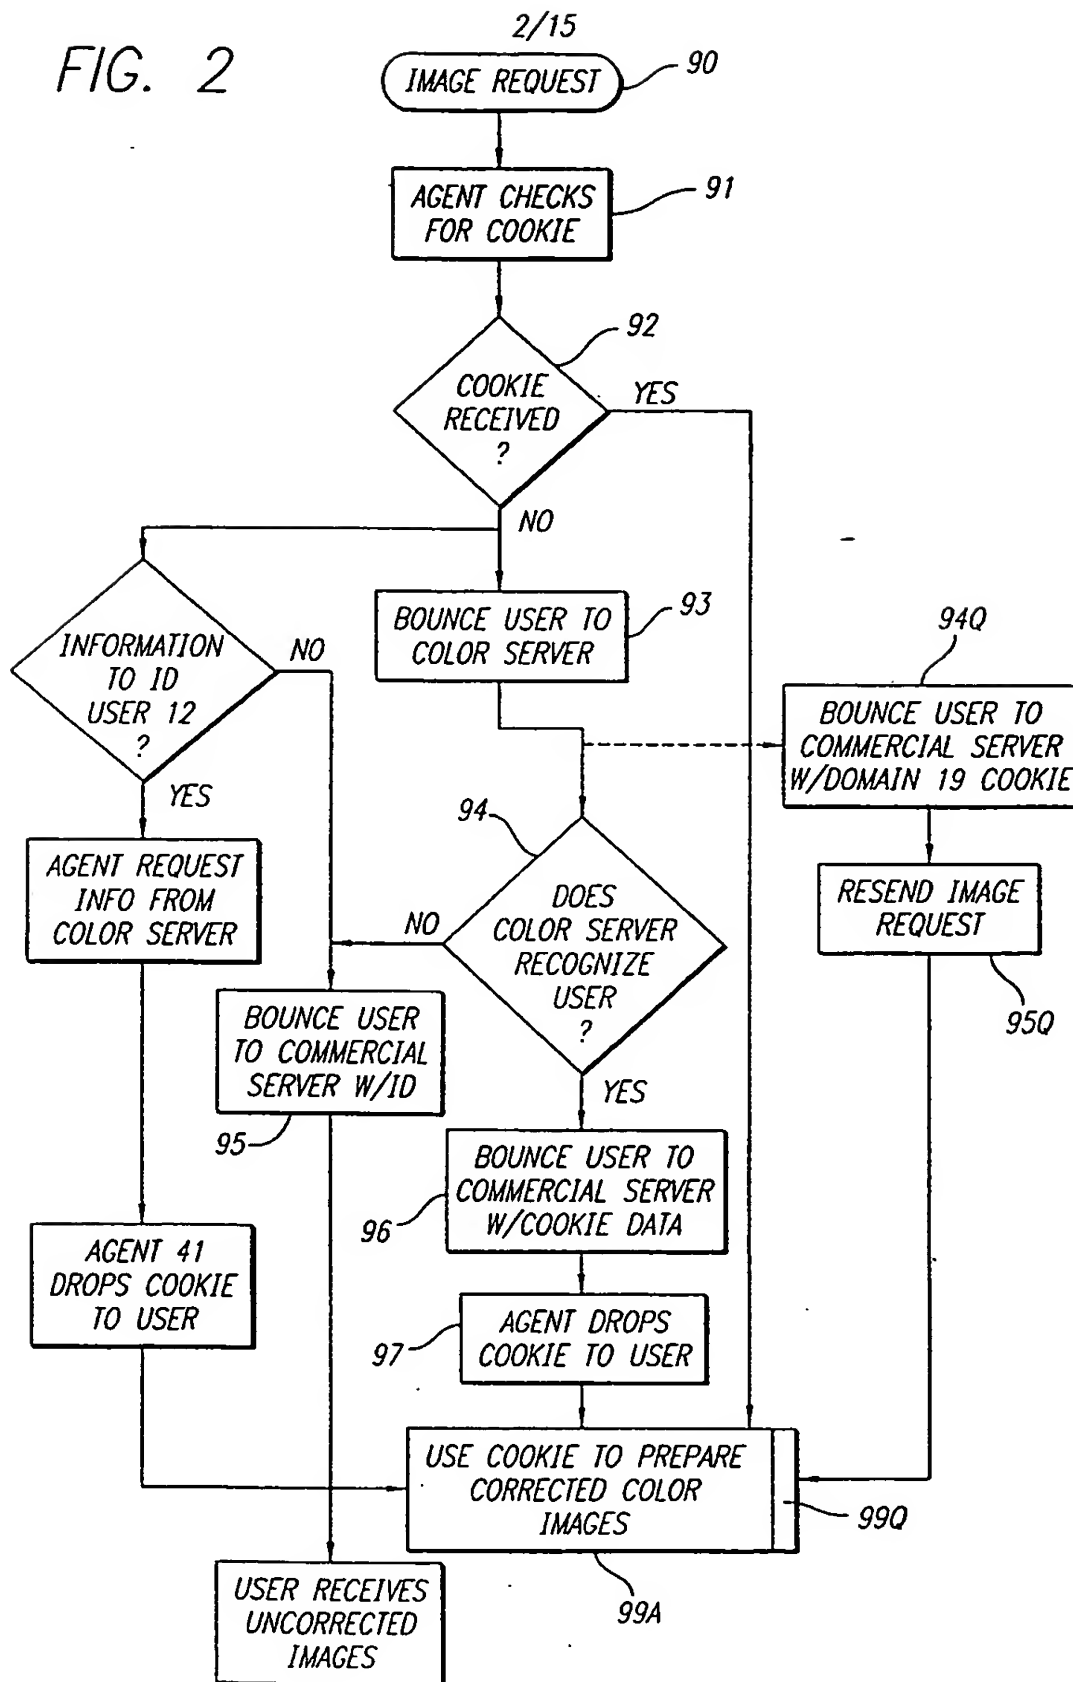 2/15
FIG. 2
IMAGE REQUEST
90
AGENT CHECKS
FOR COOKIE
91
92
COOKIE
RECEIVED
?
YES
NO
INFORMATION
TO ID
USER 12
?
NO
YES
BOUNCE USER TO
COLOR SERVER
93
94Q
BOUNCE USER TO
COMMERCIAL SERVER
W/DOMAIN 19 COOKIE
94
DOES
COLOR SERVER
RECOGNIZE
USER
?
NO
YES
AGENT REQUEST
INFO FROM
COLOR SERVER
RESEND IMAGE
REQUEST
95Q
BOUNCE USER
TO COMMERCIAL
SERVER W/ID
95
BOUNCE USER TO
COMMERCIAL SERVER
W/COOKIE DATA
96
AGENT 41
DROPS COOKIE
TO USER
AGENT DROPS
COOKIE TO USER
97
USE COOKIE TO PREPARE
CORRECTED COLOR
IMAGES
99Q
99A
USER RECEIVES
UNCORRECTED
IMAGES